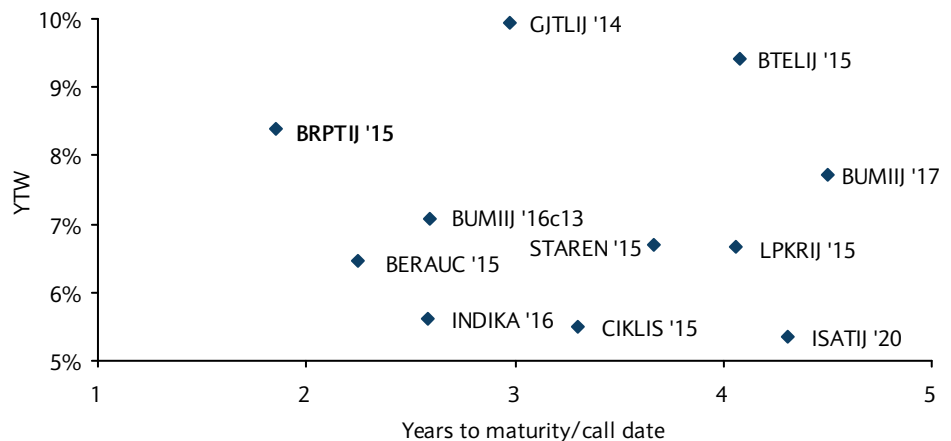 10%
9%
8%
7%
6%
5%
YTW
GJTLIJ '14
BTELIJ '15
BRPTIJ '15
BUMIIJ '17
BUMIIJ '16c13
STAREN '15
LPKRIJ '15
BERAUC '15
INDIKA '16
CIKLIS '15
ISATIJ '20
1 2 3 4 5
Years to maturity/call date